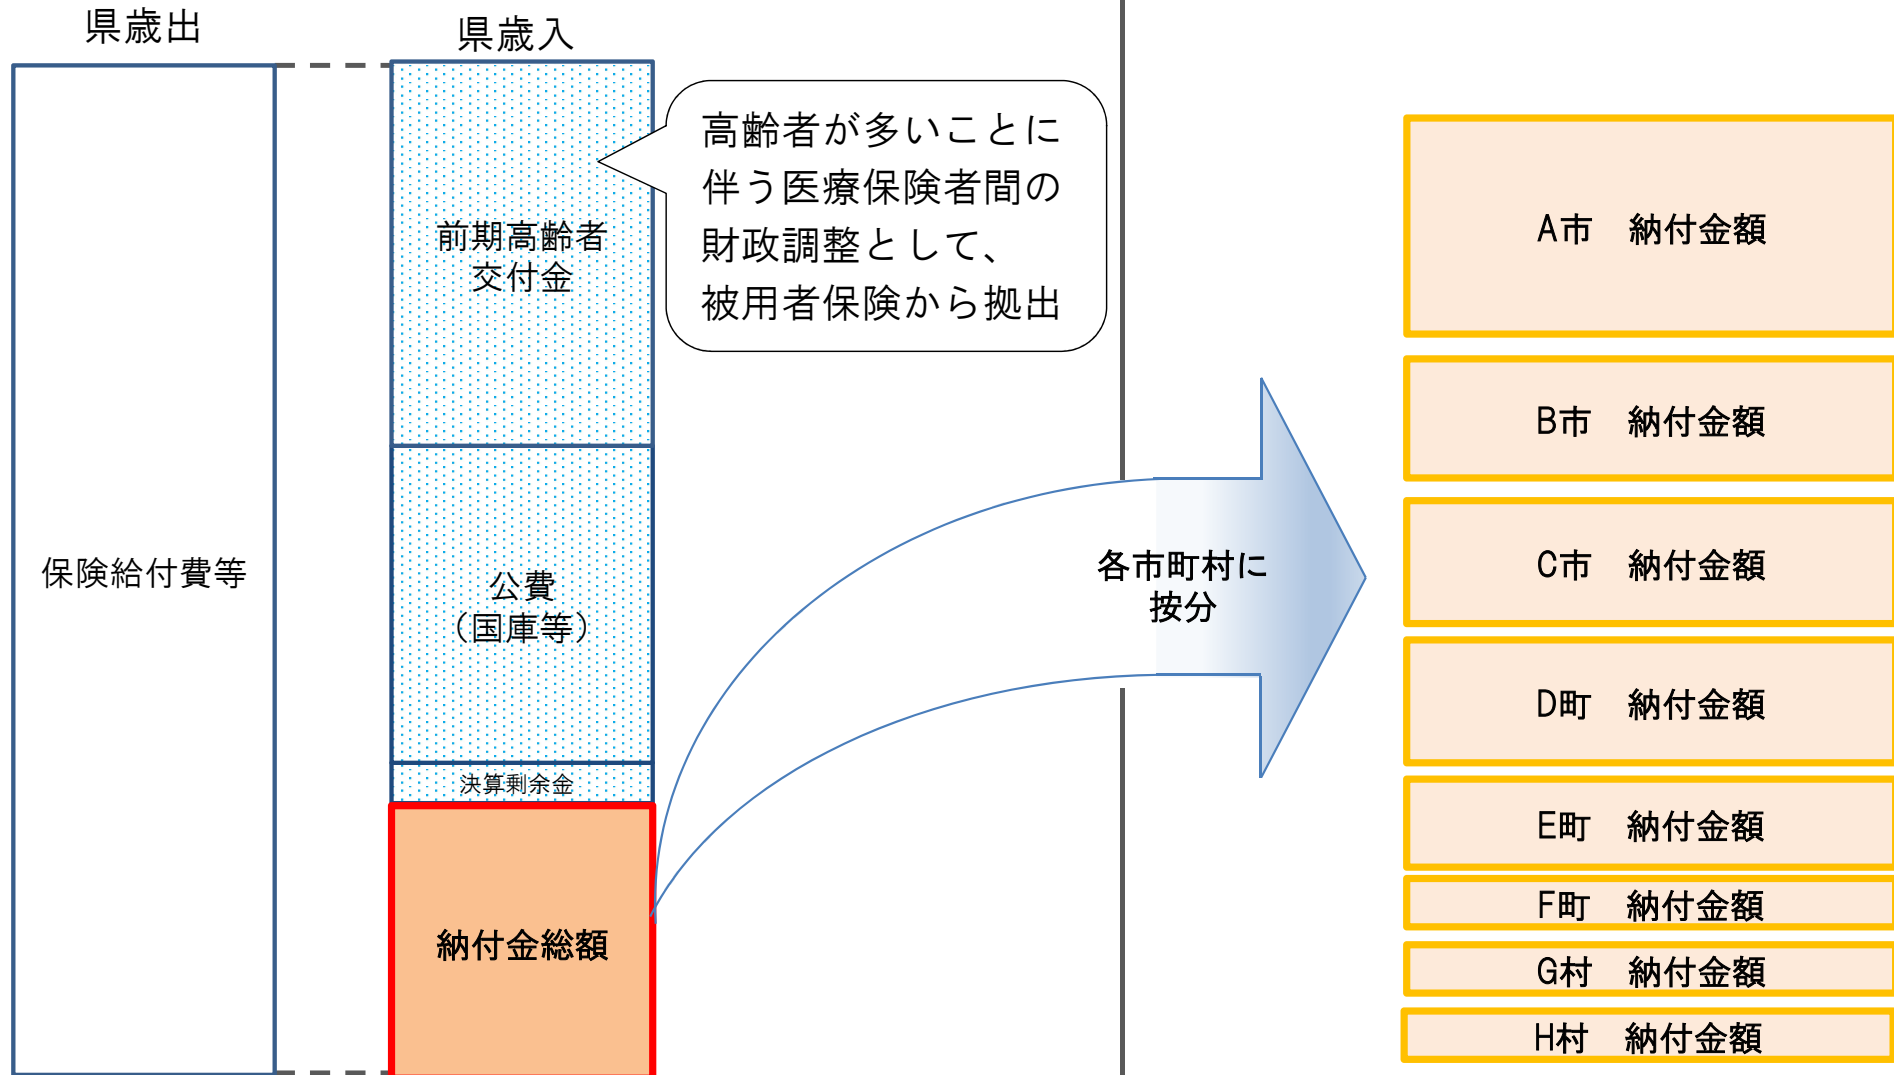 県歳出
県歳入
保険給付費等
前期高齢者
交付金
公費
（国庫等）
決算剰余金
納付金総額
高齢者が多いことに
伴う医療保険者間の
財政調整として、
被用者保険から拠出
各市町村に
按分
A市　納付金額
B市　納付金額
C市　納付金額
D町　納付金額
E町　納付金額
F町　納付金額
G村　納付金額
H村　納付金額